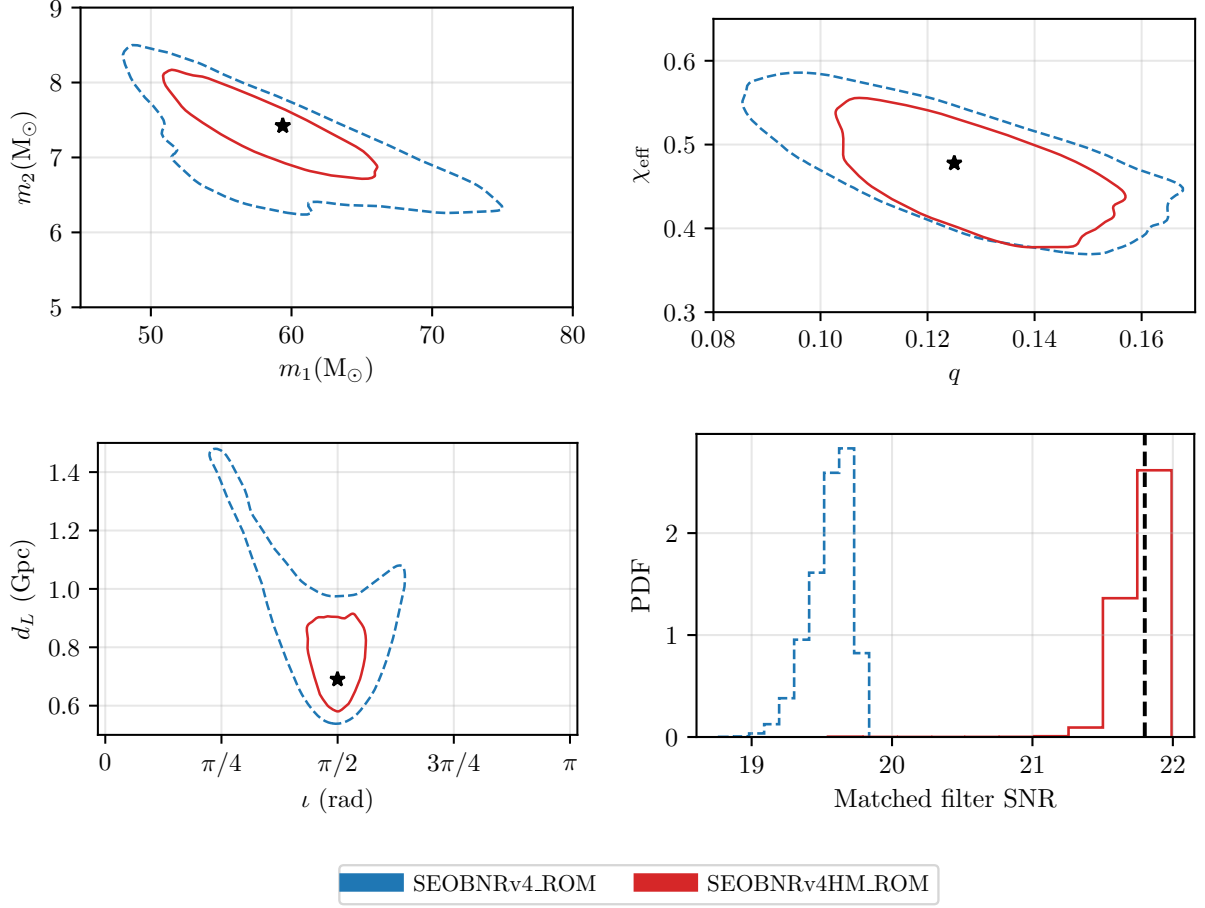 9
8
7
6
5
m₂(M⊙)
50
60
70
80
m₁(M⊙)
0.6
0.5
0.4
0.3
χeff
0.08
0.10
0.12
0.14
0.16
q
1.4
1.2
1.0
0.8
0.6
d_L (Gpc)
0
π/4
π/2
3π/4
π
ι (rad)
2
1
0
PDF
19
20
21
22
Matched filter SNR
SEOBNRv4_ROM
SEOBNRv4HM_ROM